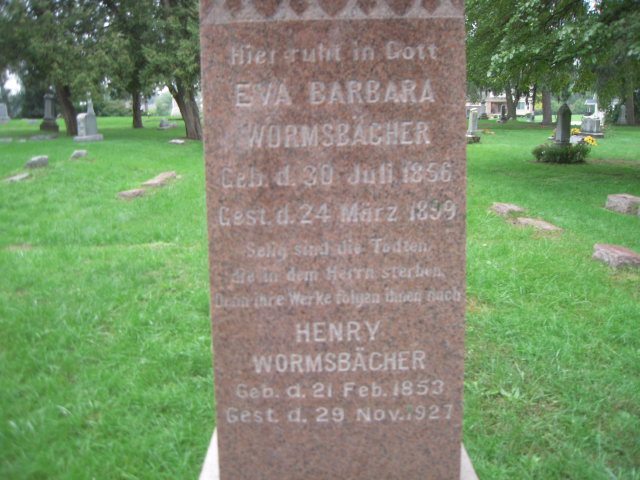 Hier ruht in Gott
EVA BARBARA
WORMSBÄCHER
Geb. d. 30 Juli 1856
Gest. d. 24 März 1899
Selig sind die Todten,
die in dem Herrn sterben,
Denn ihre Werke folgen ihnen nach
HENRY
WORMSBÄCHER
Geb. d. 21 Feb. 1853
Gest. d. 29 Nov. 1927